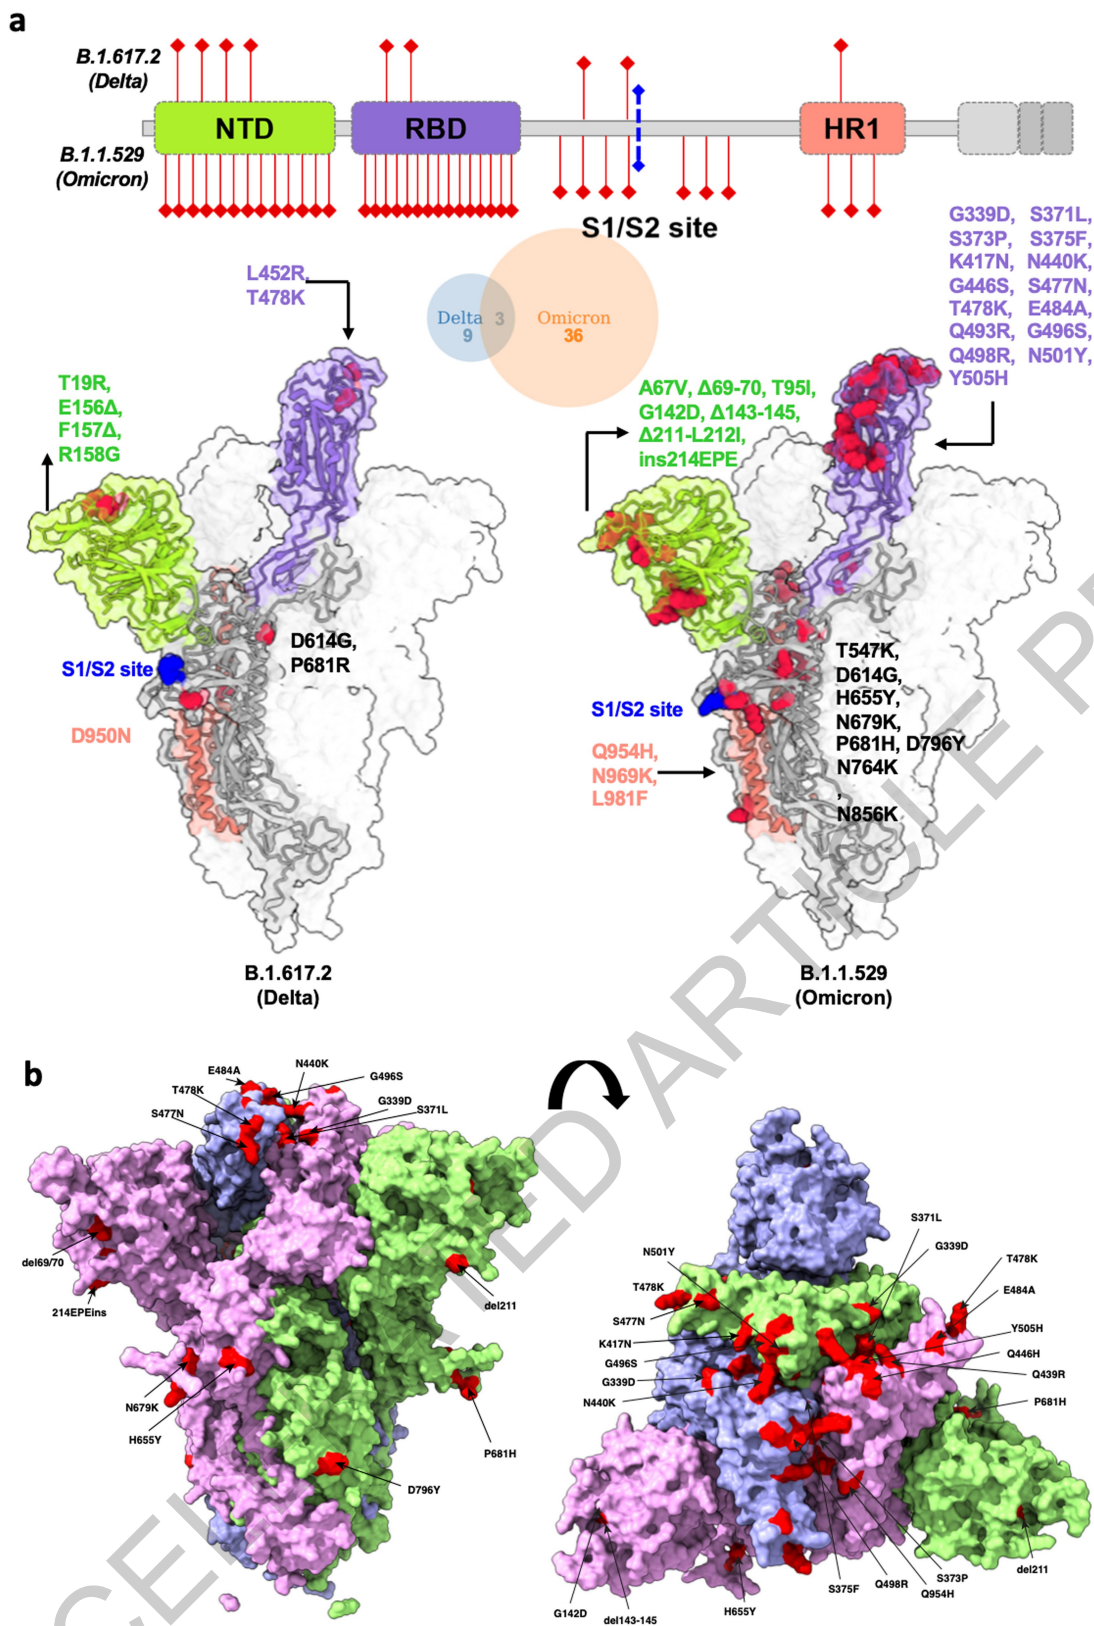 a
B.1.617.2
(Delta)
NTD
RBD
HR1
B.1.1.529
(Omicron)
S1/S2 site
L452R,
T478K
Delta
9
3
Omicron
36
G339D, S371L,
S373P, S375F,
K417N, N440K,
G446S, S477N,
T478K, E484A,
Q493R, G496S,
Q498R, N501Y,
Y505H
T19R,
E156Δ,
F157Δ,
R158G
A67V, Δ69-70, T95I,
G142D, Δ143-145,
Δ211-L212I,
ins214EPE
D614G,
P681R
S1/S2 site
D950N
T547K,
D614G,
H655Y,
N679K,
P681H, D796Y
N764K
,
N856K
S1/S2 site
Q954H,
N969K,
L981F
B.1.617.2
(Delta)
B.1.1.529
(Omicron)
b
E484A
N440K
T478K
G496S
S477N
G339D
S371L
del69/70
214EPEins
del211
N679K
H655Y
P681H
D796Y
S371L
N501Y
G339D
T478K
T478K
E484A
S477N
K417N
Y505H
G496S
Q446H
G339D
Q439R
N440K
P681H
G142D
del143-145
H655Y
S375F
Q498R
Q954H
S373P
del211
ARTICLE